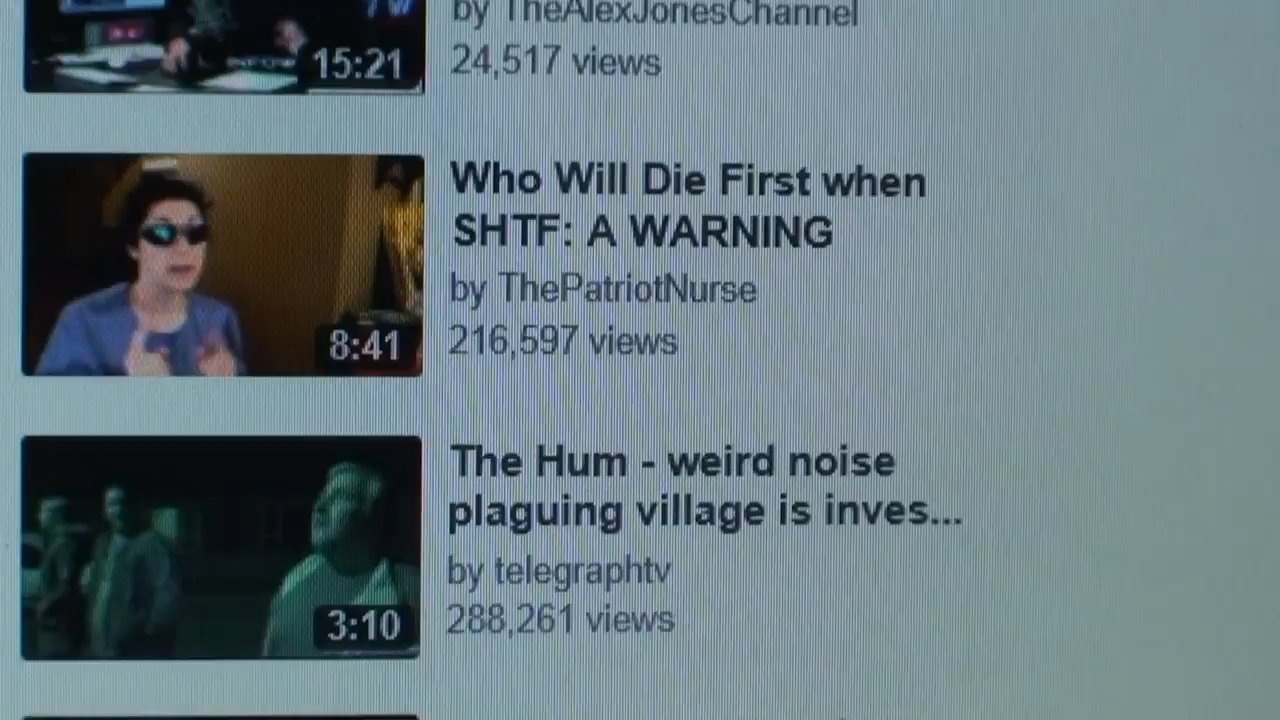 by TheAlexJonesChannel
15:21
24,517 views
Who Will Die First when
SHTF: A WARNING
by ThePatriotNurse
8:41
216,597 views
The Hum - weird noise
plaguing village is inves...
by telegraphtv
3:10
288,261 views